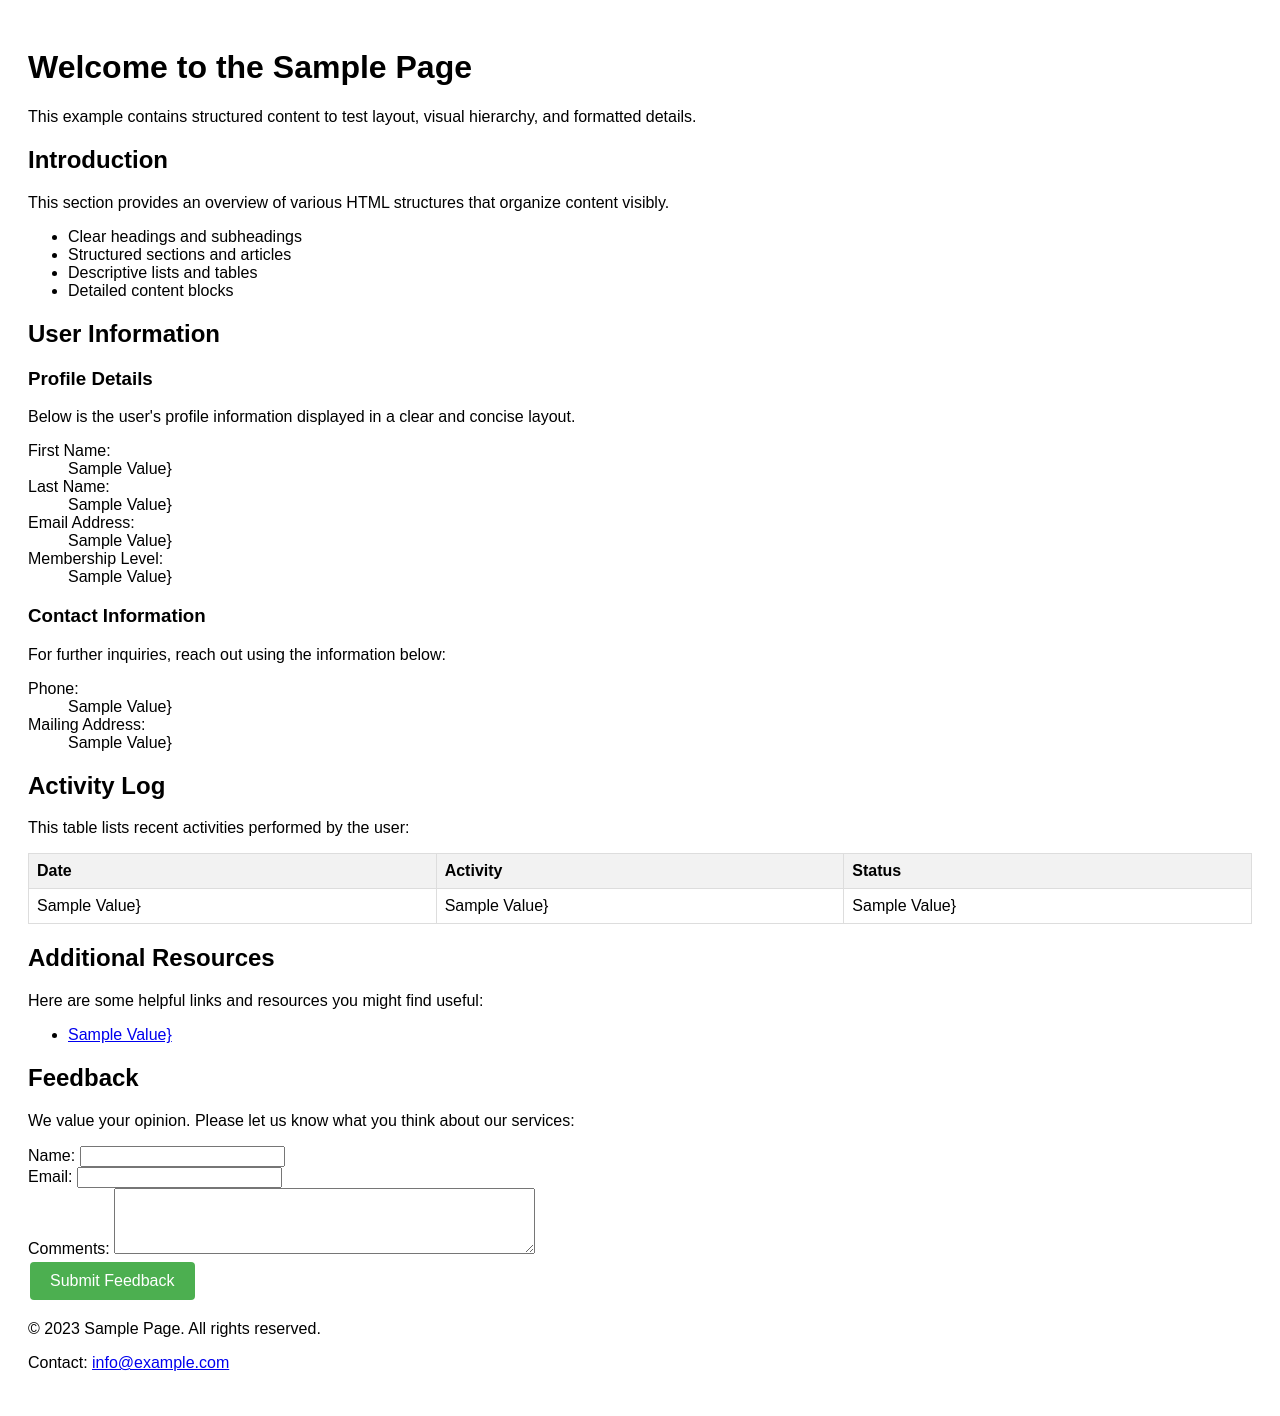 Welcome to the Sample Page
This example contains structured content to test layout, visual hierarchy, and formatted details.
Introduction
This section provides an overview of various HTML structures that organize content visibly.
Clear headings and subheadings
Structured sections and articles
Descriptive lists and tables
Detailed content blocks
User Information
Profile Details
Below is the user's profile information displayed in a clear and concise layout.
First Name:
Sample Value}
Last Name:
Sample Value}
Email Address:
Sample Value}
Membership Level:
Sample Value}
Contact Information
For further inquiries, reach out using the information below:
Phone:
Sample Value}
Mailing Address:
Sample Value}
Activity Log
This table lists recent activities performed by the user:
Date Activity Status
Sample Value} Sample Value} Sample Value}
Additional Resources
Here are some helpful links and resources you might find useful:
Sample Value}
Feedback
We value your opinion. Please let us know what you think about our services:
Name:
Email:
Comments:
Submit Feedback
© 2023 Sample Page. All rights reserved.
Contact: info@example.com